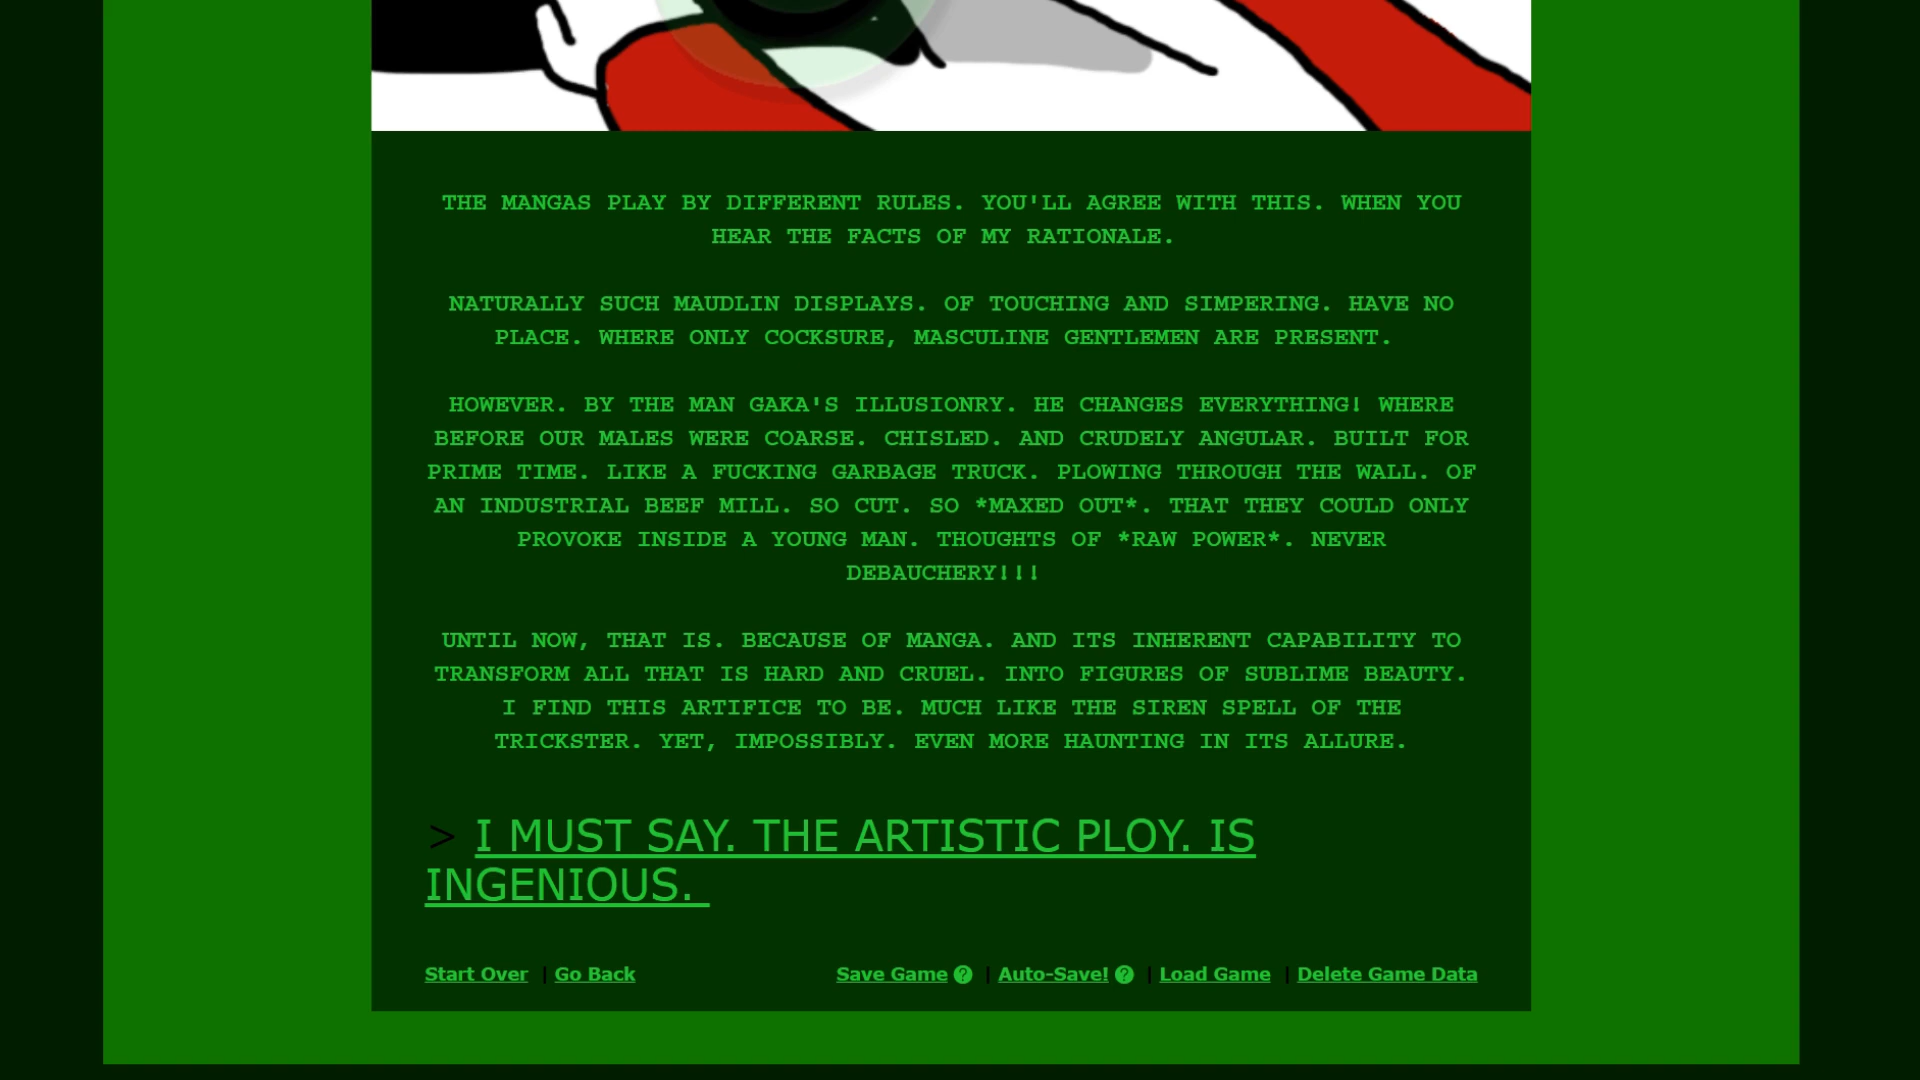 THE MANGAS PLAY BY DIFFERENT RULES. YOU'LL AGREE WITH THIS. WHEN YOU
HEAR THE FACTS OF MY RATIONALE.
NATURALLY SUCH MAUDLIN DISPLAYS. OF TOUCHING AND SIMPERING. HAVE NO
PLACE. WHERE ONLY COCKSURE, MASCULINE GENTLEMEN ARE PRESENT.
HOWEVER. BY THE MAN GAKA'S ILLUSIONRY. HE CHANGES EVERYTHING! WHERE
BEFORE OUR MALES WERE COARSE. CHISLED. AND CRUDELY ANGULAR. BUILT FOR
PRIME TIME. LIKE A FUCKING GARBAGE TRUCK. PLOWING THROUGH THE WALL. OF
AN INDUSTRIAL BEEF MILL. SO CUT. SO *MAXED OUT*. THAT THEY COULD ONLY
PROVOKE INSIDE A YOUNG MAN. THOUGHTS OF *RAW POWER*. NEVER
DEBAUCHERY!!!
UNTIL NOW, THAT IS. BECAUSE OF MANGA. AND ITS INHERENT CAPABILITY TO
TRANSFORM ALL THAT IS HARD AND CRUEL. INTO FIGURES OF SUBLIME BEAUTY.
I FIND THIS ARTIFICE TO BE. MUCH LIKE THE SIREN SPELL OF THE
TRICKSTER. YET, IMPOSSIBLY. EVEN MORE HAUNTING IN ITS ALLURE.
> I MUST SAY. THE ARTISTIC PLOY. IS
INGENIOUS.
Start Over | Go Back Save Game ? | Auto-Save! ? | Load Game | Delete Game Data